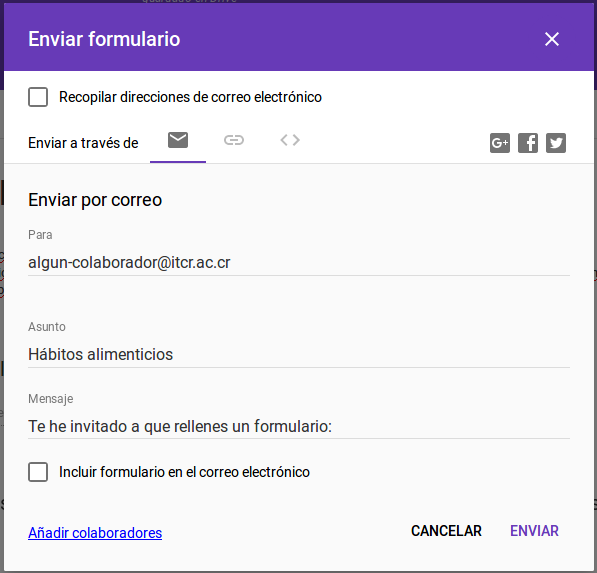 Enviar formulario
Recopilar direcciones de correo electrónico
Enviar a través de
G+
Enviar por correo
Para
algun-colaborador@itcr.ac.cr
Asunto
Hábitos alimenticios
Mensaje
Te he invitado a que rellenes un formulario:
Incluir formulario en el correo electrónico
Añadir colaboradores
CANCELAR
ENVIAR